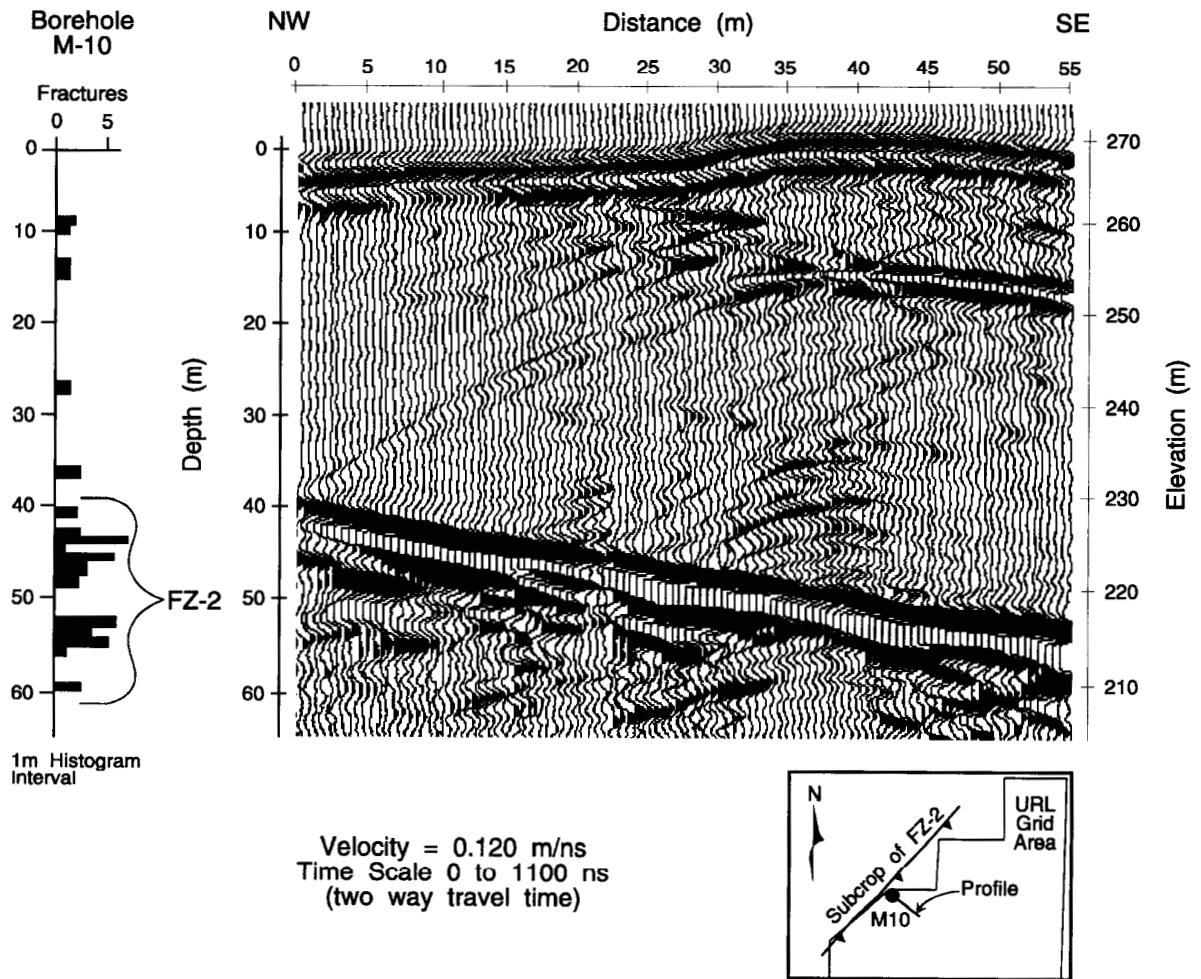 Borehole
M-10
Fractures
0 5
0
10
20
30
40
50
60
FZ-2
1m Histogram
Interval
NW Distance (m) SE
0 5 10 15 20 25 30 35 40 45 50 55
Depth (m)
0
10
20
30
40
50
60
270
260
250
240
230
220
210
Elevation (m)
Velocity = 0.120 m/ns
Time Scale 0 to 1100 ns
(two way travel time)
N
Subcrop of FZ-2
URL
Grid
Area
Profile
M10